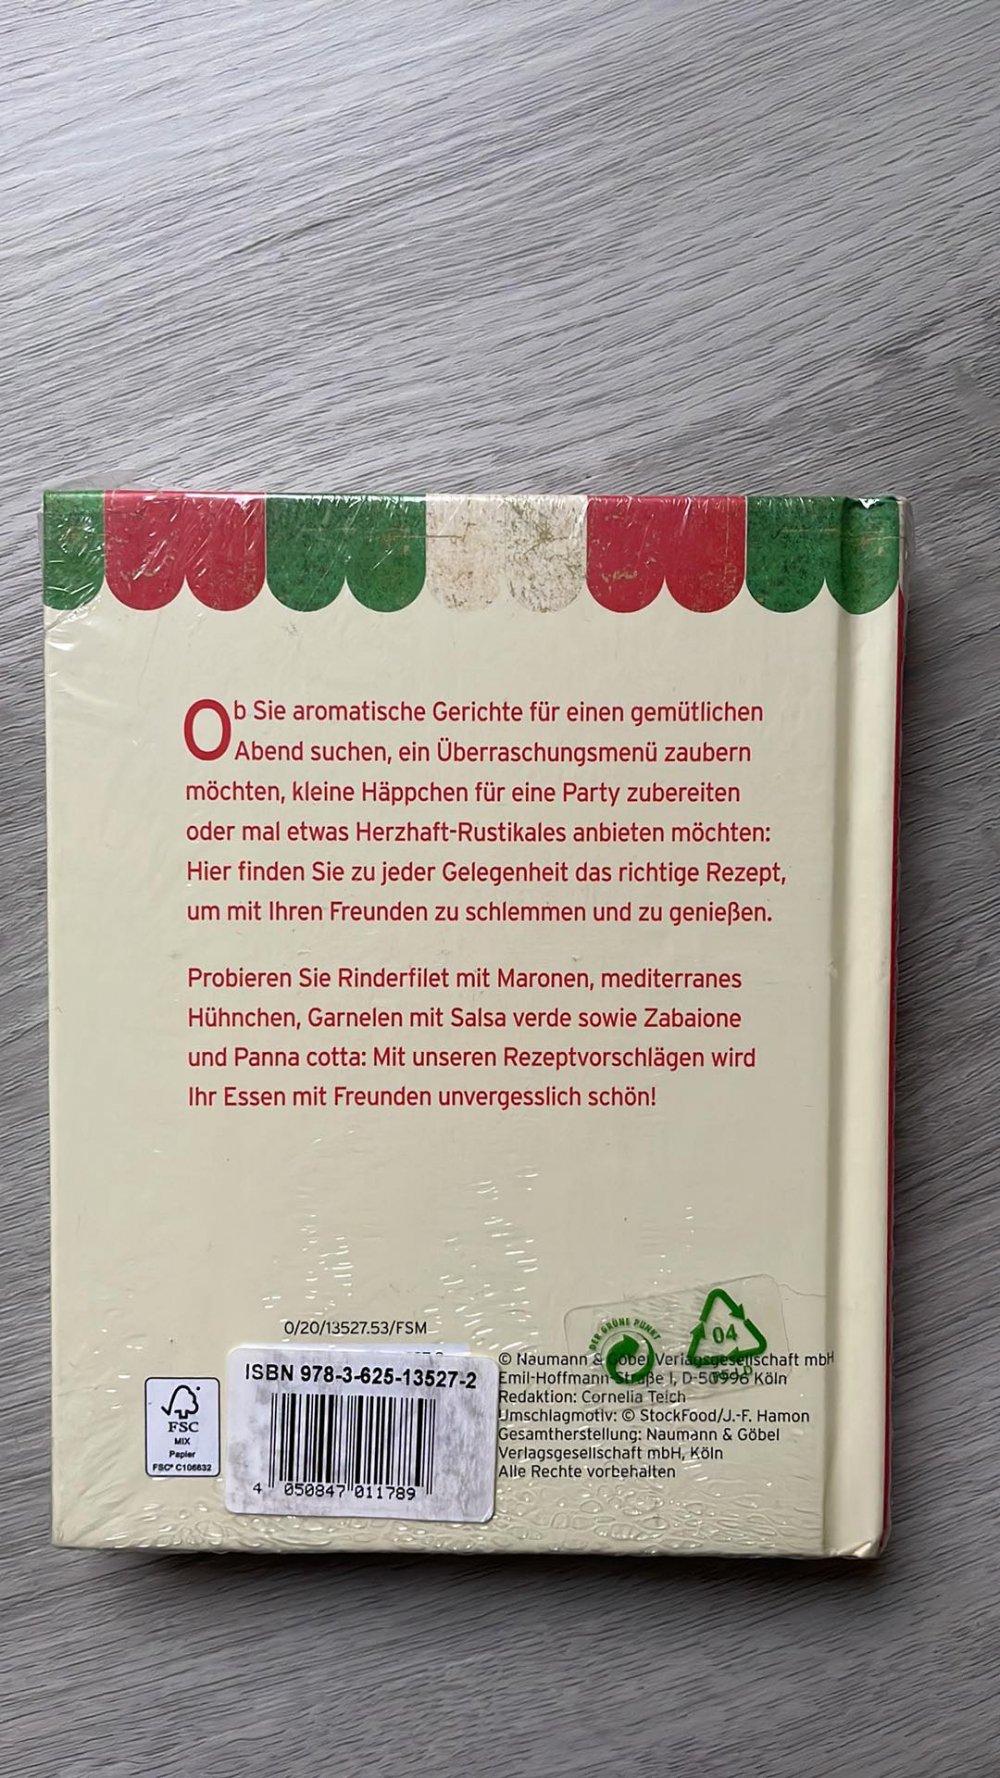 Ob Sie aromatische Gerichte für einen gemütlichen
Abend suchen, ein Überraschungsmenü zaubern
möchten, kleine Häppchen für eine Party zubereiten
oder mal etwas Herzhaft-Rustikales anbieten möchten:
Hier finden Sie zu jeder Gelegenheit das richtige Rezept,
um mit Ihren Freunden zu schlemmen und zu genießen.
Probieren Sie Rinderfilet mit Maronen, mediterranes
Hühnchen, Garnelen mit Salsa verde sowie Zabaione
und Panna cotta: Mit unseren Rezeptvorschlägen wird
Ihr Essen mit Freunden unvergesslich schön!
0/20/13527.53/FSM
ISBN 978-3-625-13527-2
4 050847 011789
FSC
MIX
Papier
FSC® C106632
DER GRÜNE PUNKT
04
© Naumann & Göbel Verlagsgesellschaft mbH
Emil-Hoffmann-Straße 1, D-50996 Köln
Redaktion: Cornelia Teich
Umschlagmotiv: © StockFood/J.-F. Hamon
Gesamtherstellung: Naumann & Göbel
Verlagsgesellschaft mbH, Köln
Alle Rechte vorbehalten